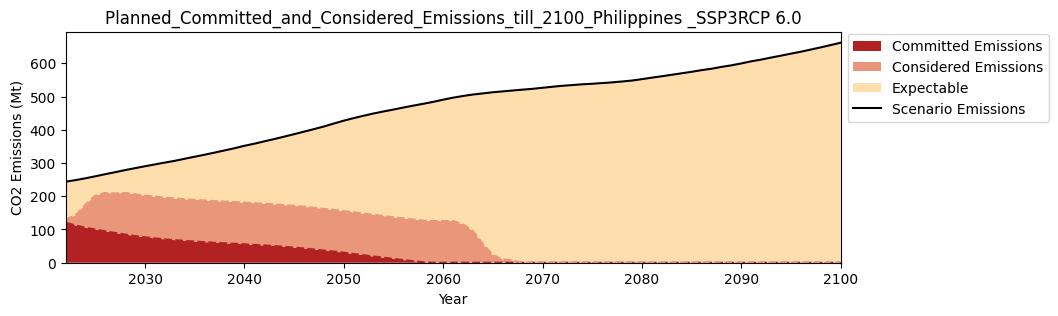 Planned_Committed_and_Considered_Emissions_till_2100_Philippines _SSP3RCP 6.0
CO2 Emissions (Mt)
600
500
400
300
200
100
0
2030 2040 2050 2060 2070 2080 2090 2100
Year
Committed Emissions
Considered Emissions
Expectable
Scenario Emissions